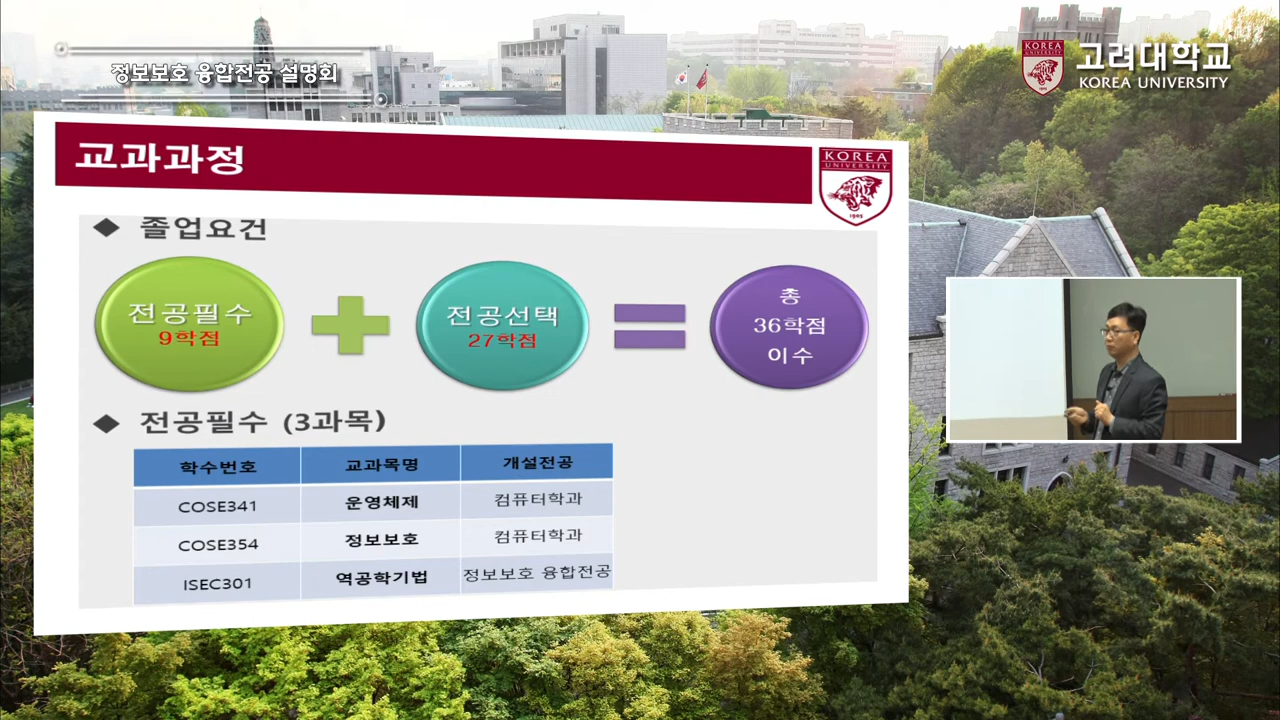 정보보호 융합전공 설명회
KOREA
UNIVERSITY
1905
고려대학교
KOREA UNIVERSITY
교과과정
KOREA
UNIVERSITY
1905
◆ 졸업요건
전공필수
9학점
전공선택
27학점
총
36학점
이수
◆ 전공필수 (3과목)
학수번호 교과목명 개설전공
COSE341 운영체제 컴퓨터학과
COSE354 정보보호 컴퓨터학과
ISEC301 역공학기법 정보보호 융합전공